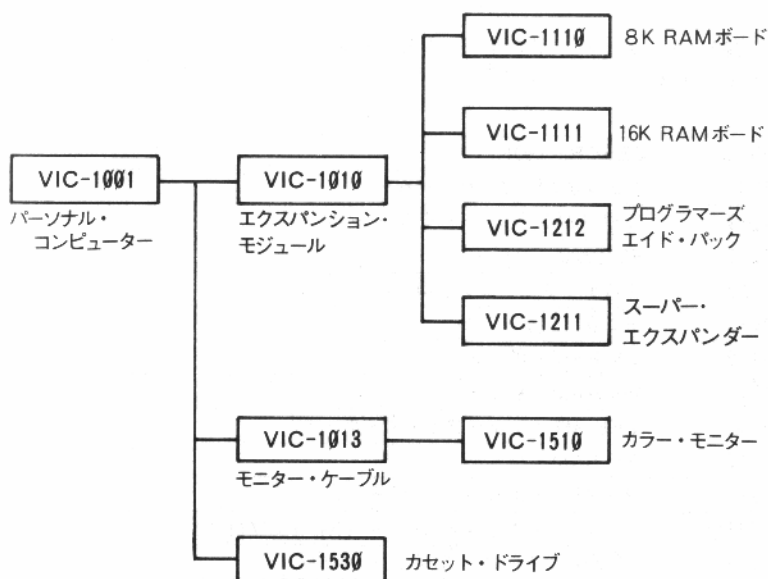 VIC-1110
8K RAMボード
VIC-1111
16K RAMボード
VIC-1001
パーソナル・
コンピューター
VIC-1010
エクスパンション・
モジュール
VIC-1212
プログラマーズ
エイド・パック
VIC-1211
スーパー・
エクスパンダー
VIC-1013
モニター・ケーブル
VIC-1510
カラー・モニター
VIC-1530
カセット・ドライブ